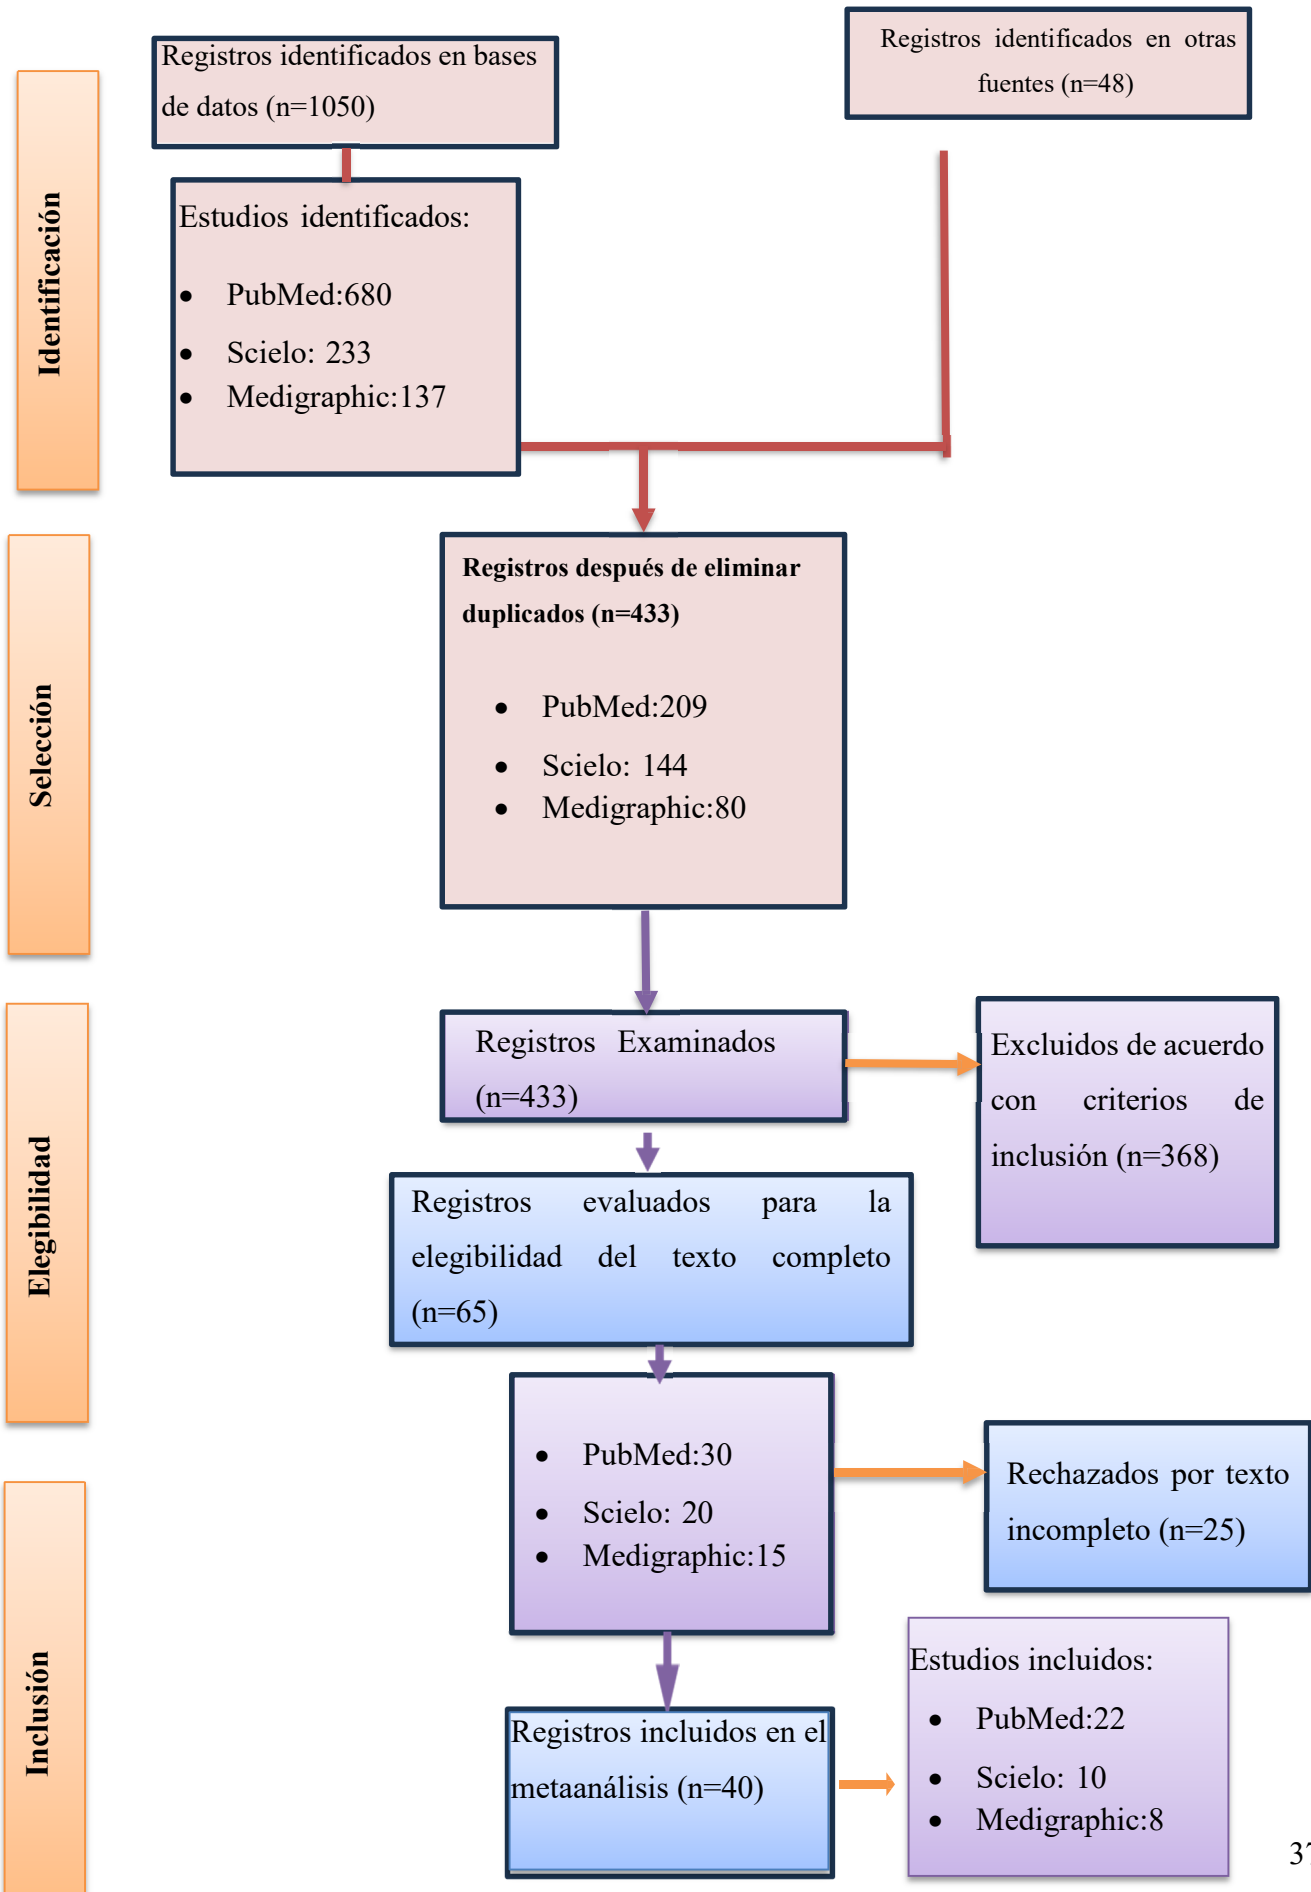 Registros identificados en bases
de datos (n=1050)
Registros identificados en otras
fuentes (n=48)
Identificación
Estudios identificados:
• PubMed:680
• Scielo: 233
• Medigraphic:137
Selección
Registros después de eliminar
duplicados (n=433)
• PubMed:209
• Scielo: 144
• Medigraphic:80
Elegibilidad
Registros Examinados
(n=433)
Excluidos de acuerdo
con criterios de
inclusión (n=368)
Registros evaluados para la
elegibilidad del texto completo
(n=65)
• PubMed:30
• Scielo: 20
• Medigraphic:15
Rechazados por texto
incompleto (n=25)
Inclusión
Registros incluidos en el
metaanálisis (n=40)
Estudios incluidos:
• PubMed:22
• Scielo: 10
• Medigraphic:8
37